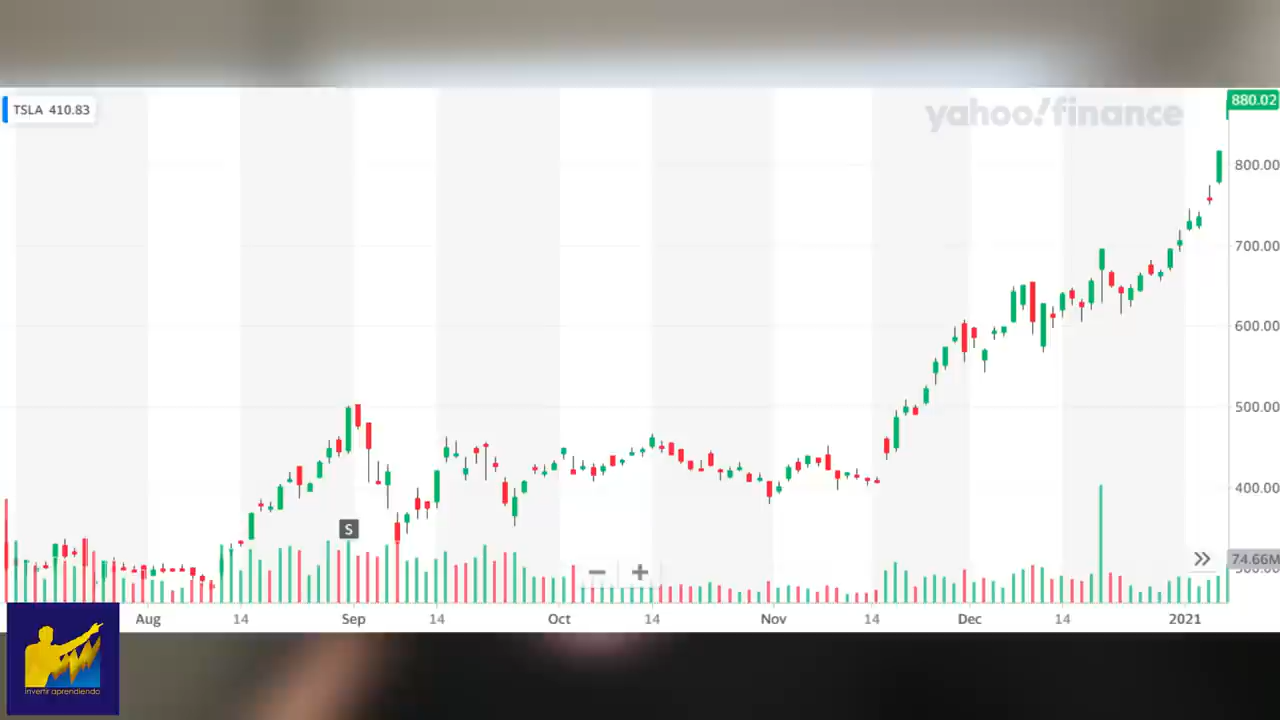 TSLA 410.83
yahoo!finance
880.02
800.00
700.00
600.00
500.00
400.00
S
74.66M
Aug 14 Sep 14 Oct 14 Nov 14 Dec 14 2021
Invertir aprendiendo